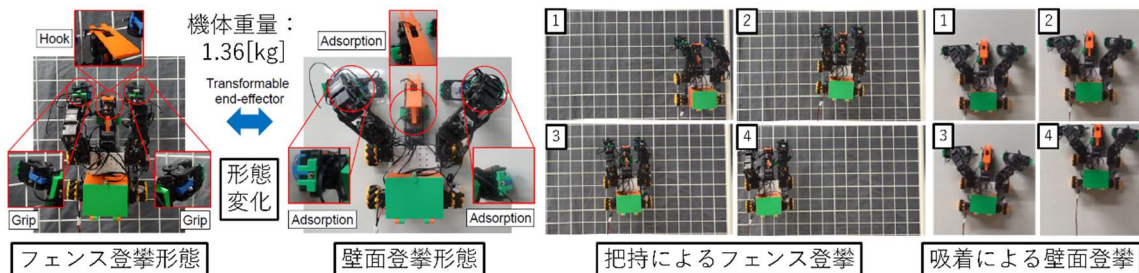 Hook
Grip
Grip
フェンス登攀形態
機体重量：
1.36[kg]
Transformable
end-effector
形態
変化
Adsorption
Adsorption
Adsorption
壁面登攀形態
1
2
3
4
把持によるフェンス登攀
1
2
3
4
吸着による壁面登攀